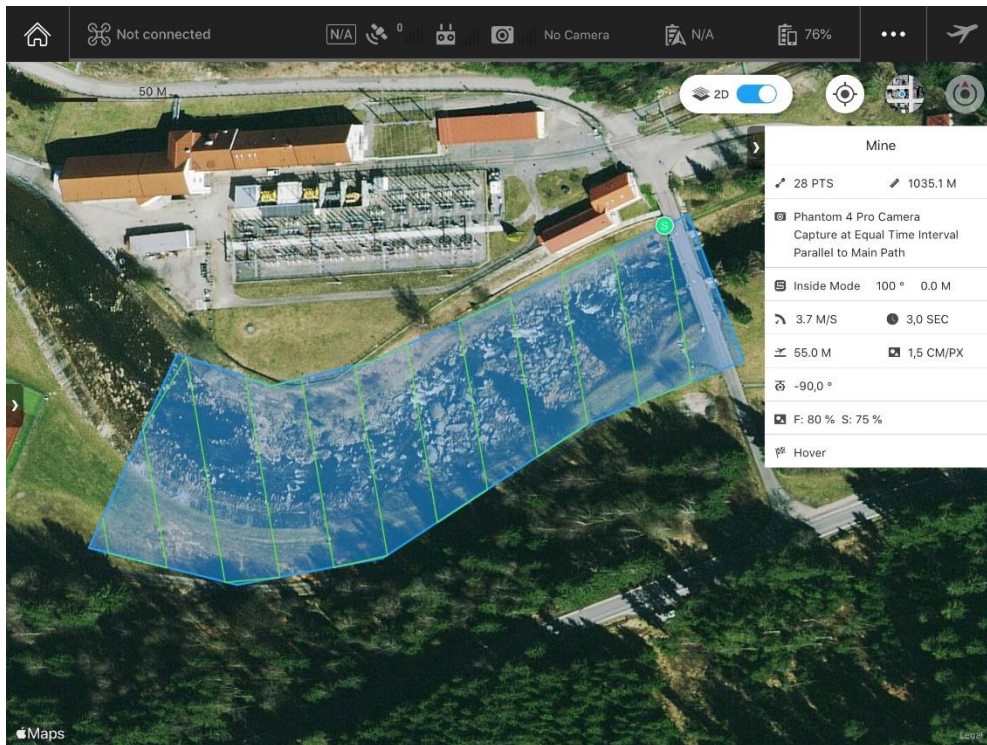 Not connected
N/A
0
No Camera
N/A
76%
50 M
2D
S
Mine
28 PTS
1035.1 M
Phantom 4 Pro Camera
Capture at Equal Time Interval
Parallel to Main Path
Inside Mode 100 ° 0.0 M
3.7 M/S
3,0 SEC
55.0 M
1,5 CM/PX
-90,0 °
F: 80 % S: 75 %
Hover
Maps
Legal